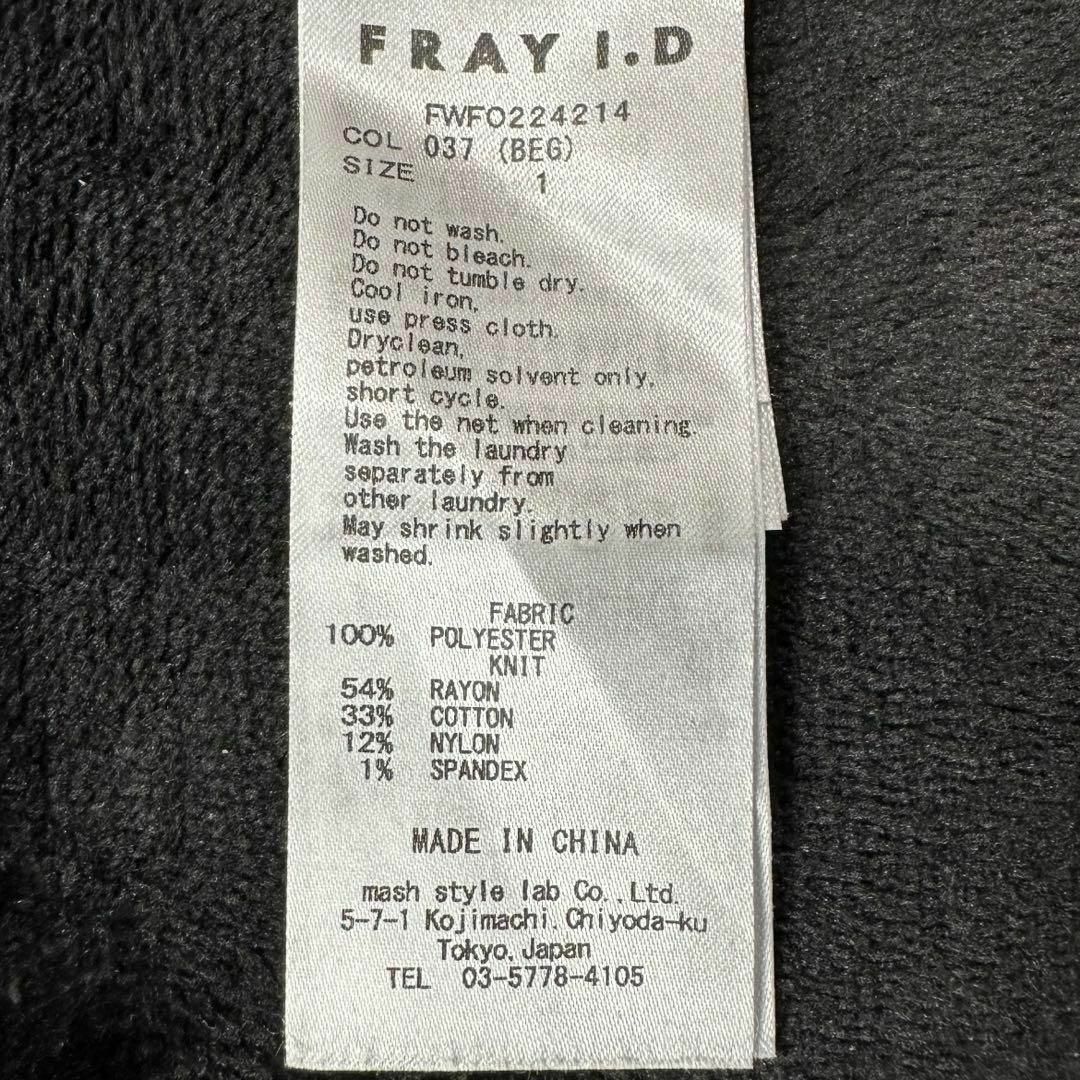 FRAY I.D
FWFO224214
COL 037 (BEG)
SIZE 1
Do not wash.
Do not bleach.
Do not tumble dry.
Cool iron,
use press cloth.
Dryclean,
petroleum solvent only,
short cycle.
Use the net when cleaning.
Wash the laundry
separately from
other laundry.
May shrink slightly when
washed.
FABRIC
100% POLYESTER
KNIT
54% RAYON
33% COTTON
12% NYLON
1% SPANDEX
MADE IN CHINA
mash style lab Co.,Ltd.
5-7-1 Kojimachi,Chiyoda-ku
Tokyo,Japan
TEL 03-5778-4105